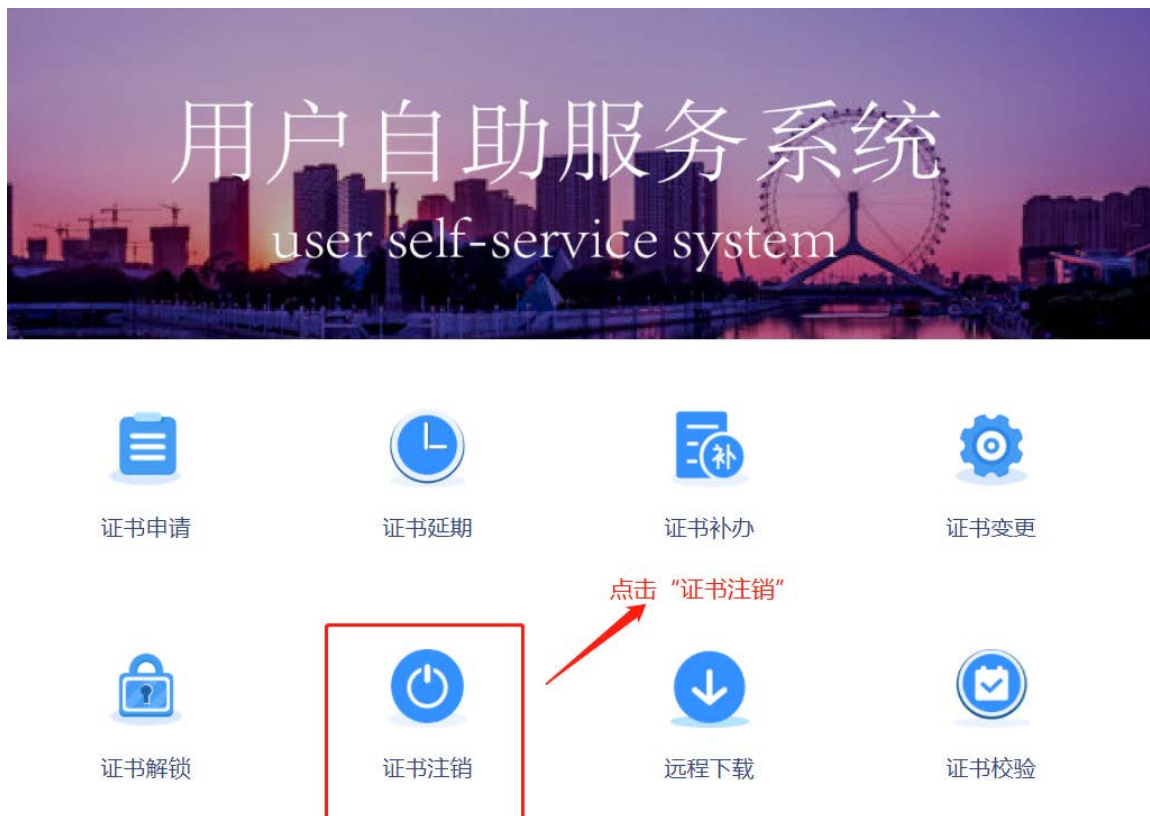 用户自助服务系统
user self-service system
补
证书申请
证书延期
证书补办
证书变更
点击“证书注销”
证书解锁
证书注销
远程下载
证书校验